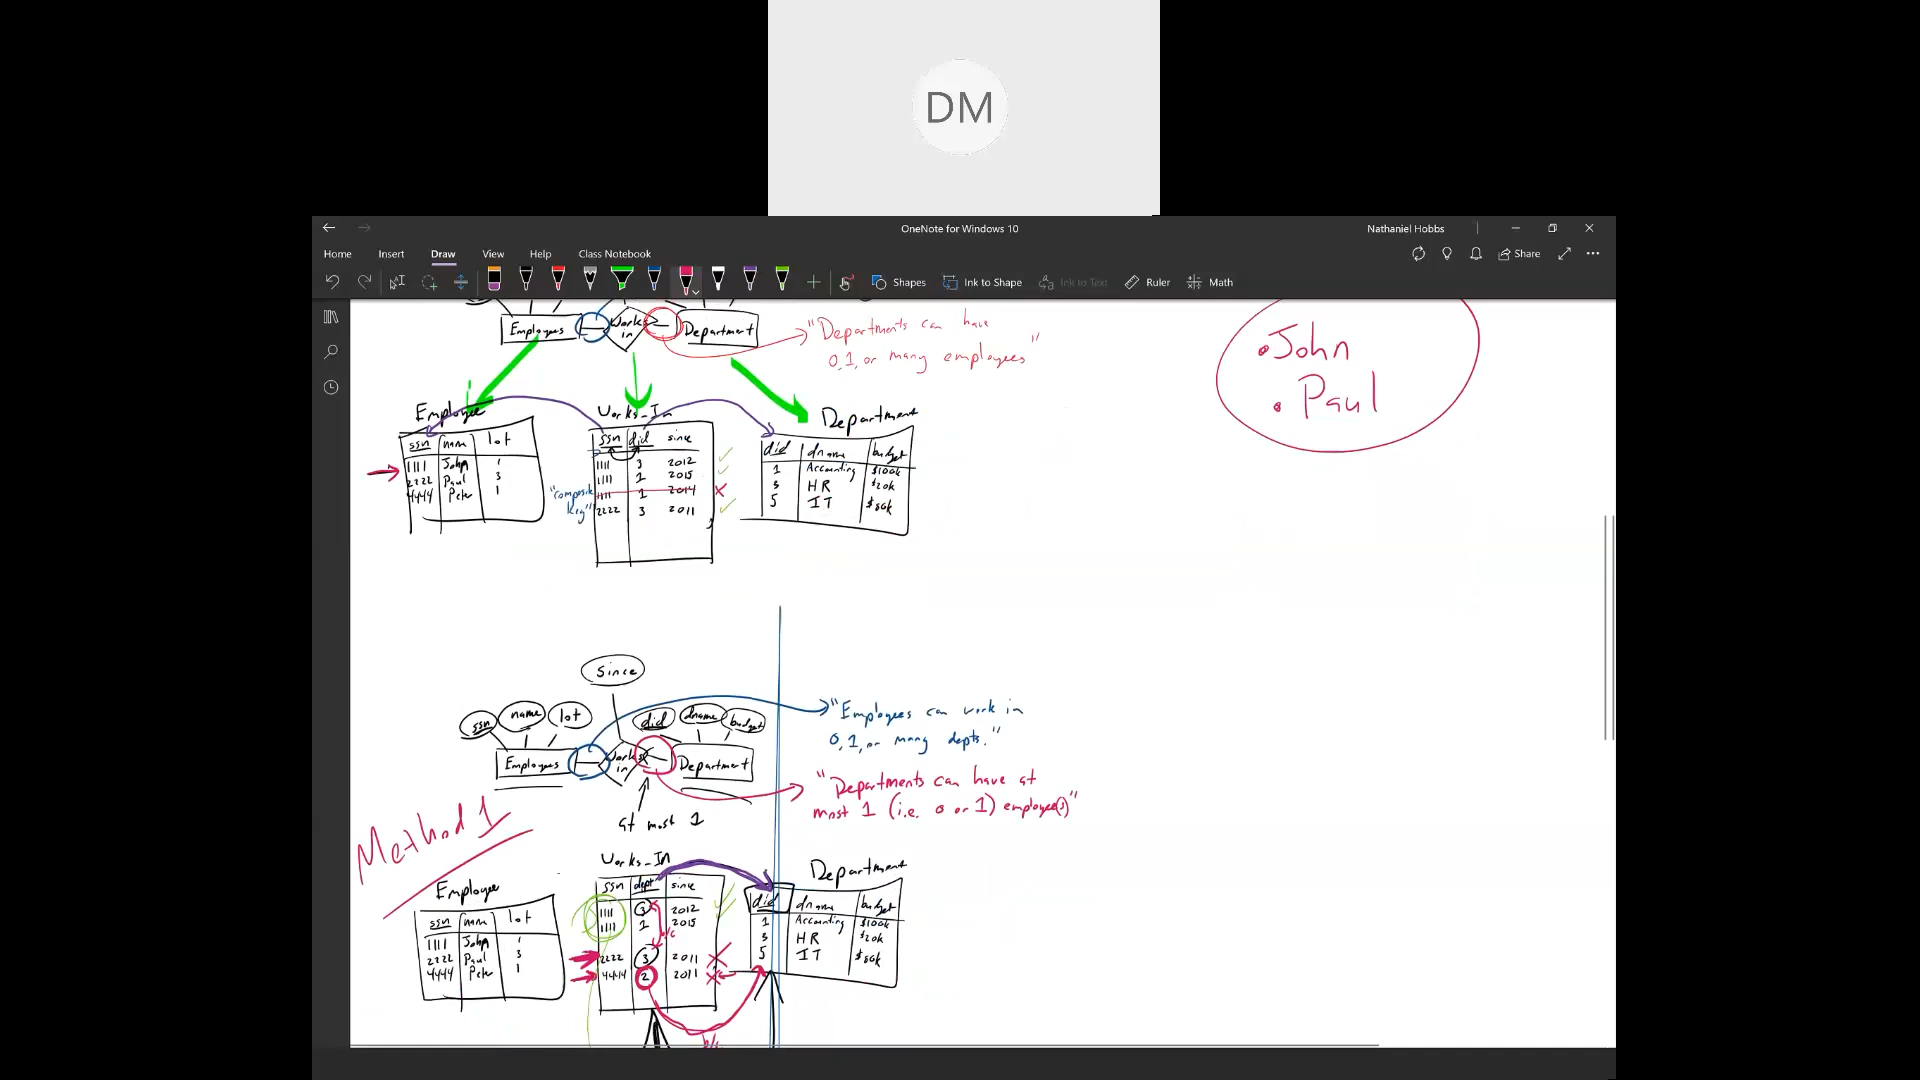 DM
OneNote for Windows 10
Nathaniel Hobbs
Home Insert Draw View Help Class Notebook
Share
Shapes Ink to Shape Ink to Text Ruler Math
Employees Works in Department
"Departments can have
0, 1, or many employees"
John
Paul
Employee
ssn name lot
1111 John 1
2222 Paul 3
4444 Peter 1
Works_In
ssn did since
1111 3 2012
1111 1 2015
1111 1 2014
2222 3 2011
"composite
key"
Department
did dname budget
1 Accounting $100k
3 HR $20k
5 IT $80k
Since
ssn name lot did dname budget
Employees Works in Department
"Employees can work in
0, 1, or many depts."
"Departments can have at
most 1 (i.e. 0 or 1) employee(s)"
at most 1
Method 1
Employee
ssn name lot
1111 John 1
2222 Paul 3
4444 Peter 1
Works_In
ssn dept since
1111 3 2012
1111 1 2015
2222 3 2011
4444 2 2011
b/c
Department
did dname budget
1 Accounting $100k
3 HR $20k
5 IT $80k